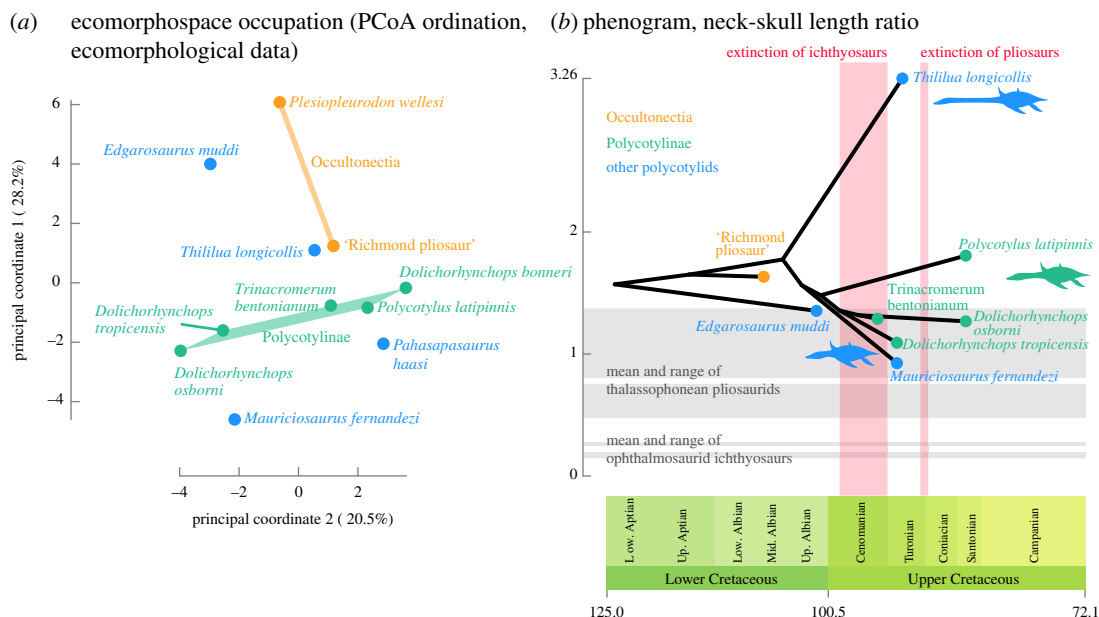 (a) ecomorphospace occupation (PCoA ordination,
ecomorphological data)
6
4
2
0
−2
−4
principal coordinate 1 ( 28.2%)
Plesiopleurodon wellesi
Edgarosaurus muddi
Occultonectia
Thililua longicollis
‘Richmond pliosaur’
Dolichorhynchops bonneri
Trinacromerum
bentonianum
Polycotylus latipinnis
Dolichorhynchops
tropicensis
Polycotylinae
Pahasapasaurus
haasi
Dolichorhynchops
osborni
Mauriciosaurus fernandezi
−4
−2
0
2
principal coordinate 2 ( 20.5%)
(b) phenogram, neck-skull length ratio
extinction of ichthyosaurs
extinction of pliosaurs
3.26
2
1
0
Thililua longicollis
Occultonectia
Polycotylinae
other polycotylids
‘Richmond
pliosaur’
Polycotylus latipinnis
Trinacromerum
bentonianum
Edgarosaurus muddi
Dolichorhynchops
osborni
Dolichorhynchops tropicensis
Mauriciosaurus fernandezi
mean and range of
thalassophonean pliosaurids
mean and range of
ophthalmosaurid ichthyosaurs
L ow. Aptian
Up. Aptian
Low. Albian
Mid. Albian
Up. Albian
Cenomanian
Turonian
Coniacian
Santonian
Campanian
Lower Cretaceous
Upper Cretaceous
125.0
100.5
72.1